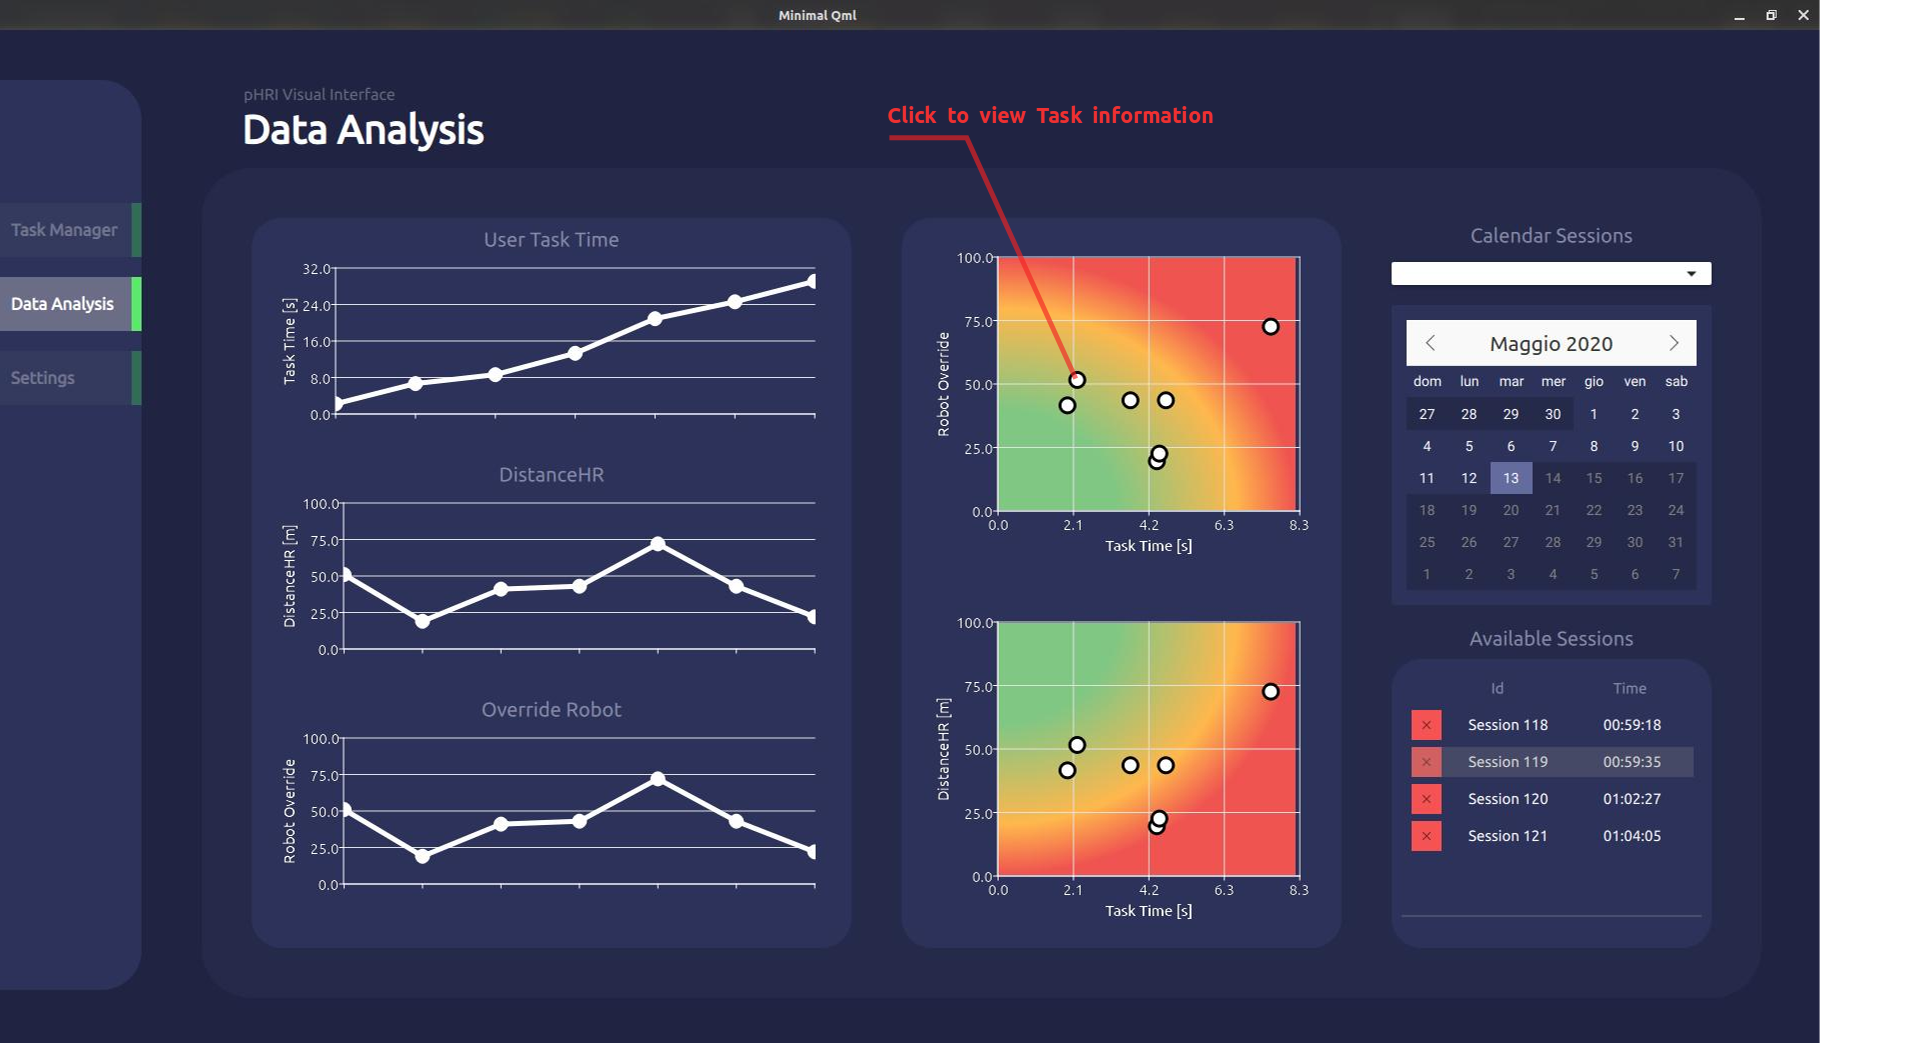 Minimal Qml
pHRI Visual Interface
Data Analysis
Click to view Task information
Task Manager
Data Analysis
Settings
User Task Time
Task Time [s]
32.0
24.0
16.0
8.0
0.0
DistanceHR
DistanceHR [m]
100.0
75.0
50.0
25.0
0.0
Override Robot
Robot Override
100.0
75.0
50.0
25.0
0.0
Robot Override
100.0
75.0
50.0
25.0
0.0
0.0 2.1 4.2 6.3 8.3
Task Time [s]
DistanceHR [m]
100.0
75.0
50.0
25.0
0.0
0.0 2.1 4.2 6.3 8.3
Task Time [s]
Calendar Sessions
Maggio 2020
dom lun mar mer gio ven sab
27 28 29 30 1 2 3
4 5 6 7 8 9 10
11 12 13 14 15 16 17
18 19 20 21 22 23 24
25 26 27 28 29 30 31
1 2 3 4 5 6 7
Available Sessions
Id Time
Session 118 00:59:18
Session 119 00:59:35
Session 120 01:02:27
Session 121 01:04:05